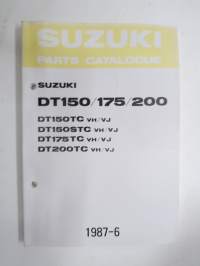 SUZUKI
PARTS CATALOGUE
SUZUKI
DT150/175/200
DT150TC VH/VJ
DT150STC VH/VJ
DT175TC VH/VJ
DT200TC VH/VJ
1987-6